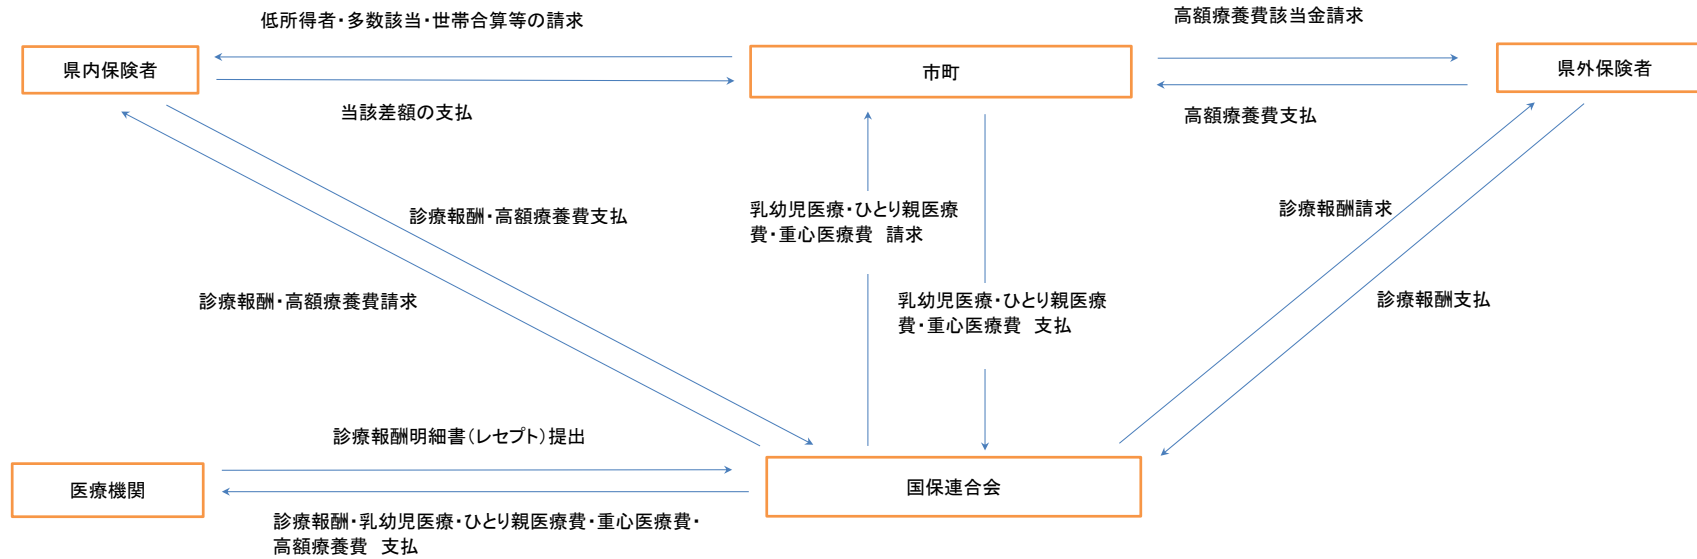 低所得者・多数該当・世帯合算等の請求
高額療養費該当金請求
県内保険者
市町
県外保険者
当該差額の支払
高額療養費支払
診療報酬・高額療養費支払
乳幼児医療・ひとり親医療
費・重心医療費　請求
診療報酬請求
診療報酬・高額療養費請求
乳幼児医療・ひとり親医療
費・重心医療費　支払
診療報酬支払
診療報酬明細書（レセプト）提出
医療機関
国保連合会
診療報酬・乳幼児医療・ひとり親医療費・重心医療費・
高額療養費　支払